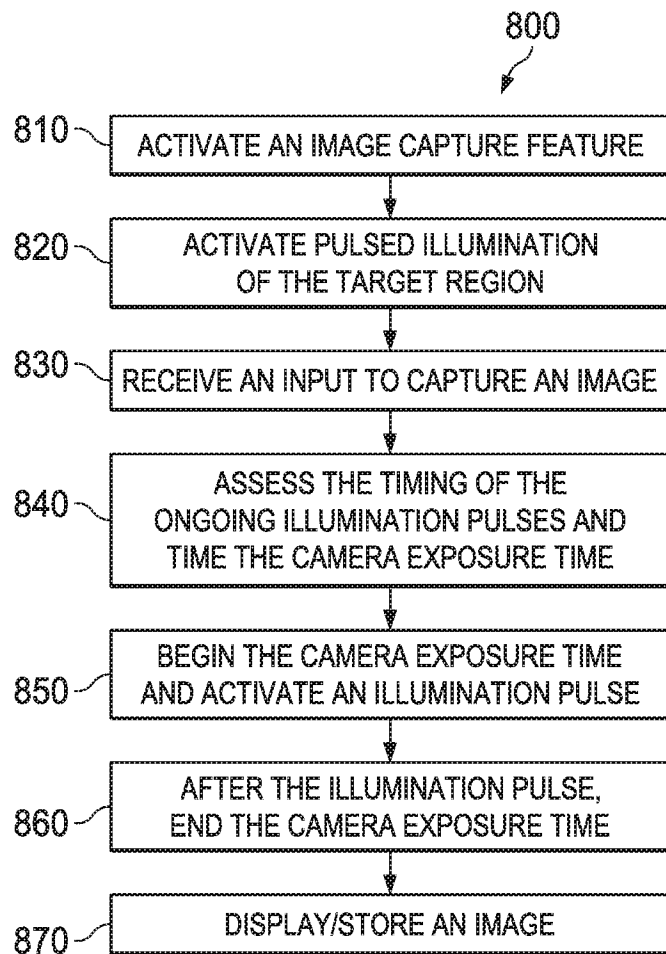 800
810
ACTIVATE AN IMAGE CAPTURE FEATURE
820
ACTIVATE PULSED ILLUMINATION
OF THE TARGET REGION
830
RECEIVE AN INPUT TO CAPTURE AN IMAGE
840
ASSESS THE TIMING OF THE
ONGOING ILLUMINATION PULSES AND
TIME THE CAMERA EXPOSURE TIME
850
BEGIN THE CAMERA EXPOSURE TIME
AND ACTIVATE AN ILLUMINATION PULSE
860
AFTER THE ILLUMINATION PULSE,
END THE CAMERA EXPOSURE TIME
870
DISPLAY/STORE AN IMAGE